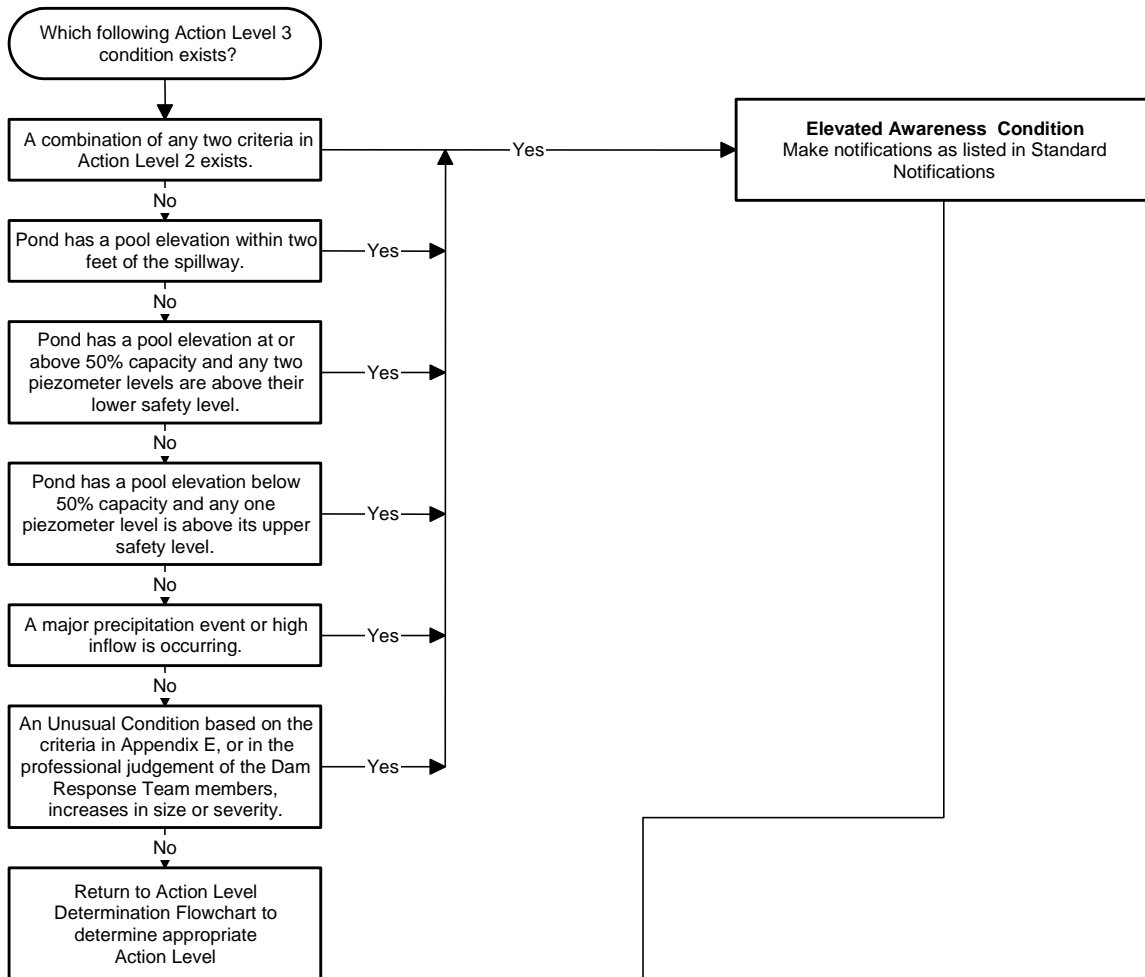 Which following Action Level 3
condition exists?
A combination of any two criteria in
Action Level 2 exists.
Yes
Elevated Awareness Condition
Make notifications as listed in Standard
Notifications
No
Pond has a pool elevation within two
feet of the spillway.
Yes
No
Pond has a pool elevation at or
above 50% capacity and any two
piezometer levels are above their
lower safety level.
Yes
No
Pond has a pool elevation below
50% capacity and any one
piezometer level is above its upper
safety level.
Yes
No
A major precipitation event or high
inflow is occurring.
Yes
No
An Unusual Condition based on the
criteria in Appendix E, or in the
professional judgement of the Dam
Response Team members,
increases in size or severity.
Yes
No
Return to Action Level
Determination Flowchart to
determine appropriate
Action Level